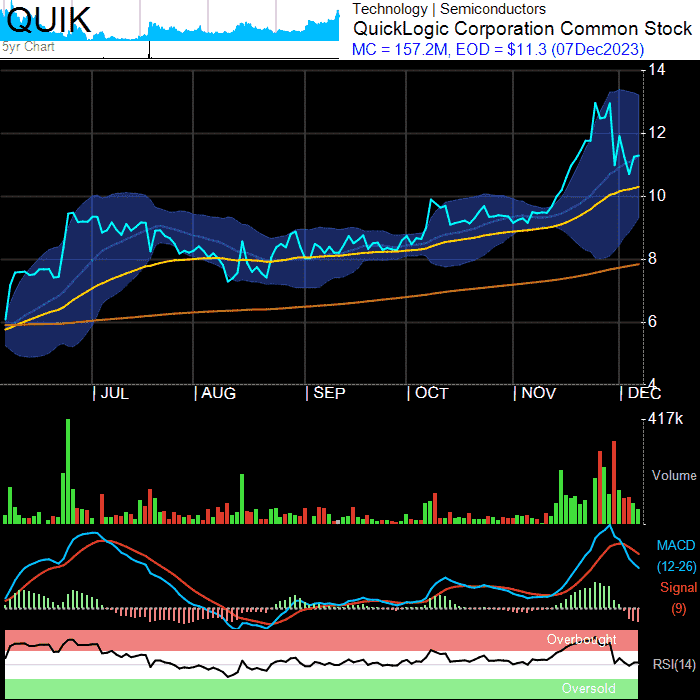 QUIK
5yr Chart
Technology | Semiconductors
QuickLogic Corporation Common Stock
MC = 157.2M, EOD = $11.3 (07Dec2023)
14
12
10
8
6
4
JUL AUG SEP OCT NOV DEC
417k
Volume
MACD
(12-26)
Signal
(9)
Overbought
RSI(14)
Oversold